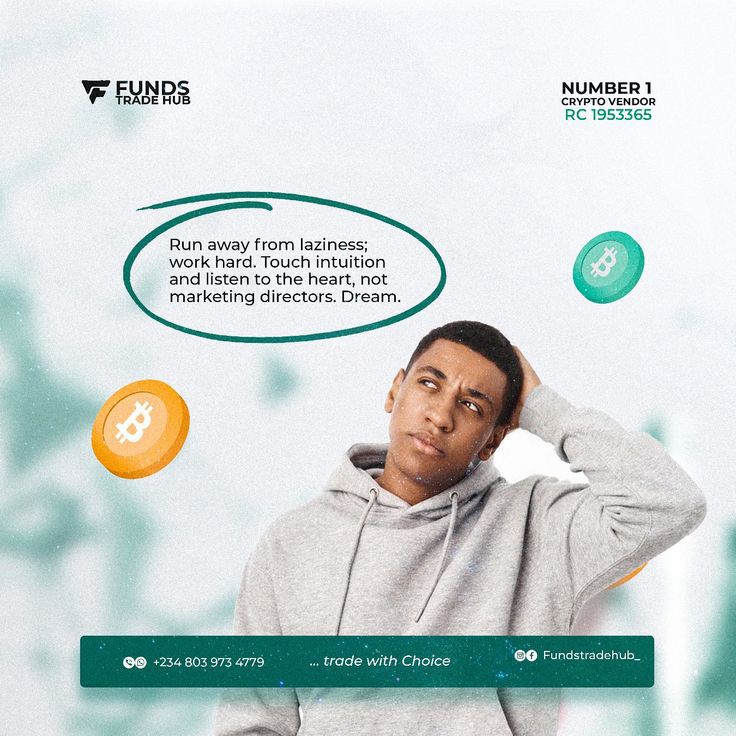 FUNDS
TRADE HUB
NUMBER 1
CRYPTO VENDOR
RC 1953365
Run away from laziness;
work hard. Touch intuition
and listen to the heart, not
marketing directors. Dream.
+234 803 973 4779
... trade with Choice
Fundstradehub_